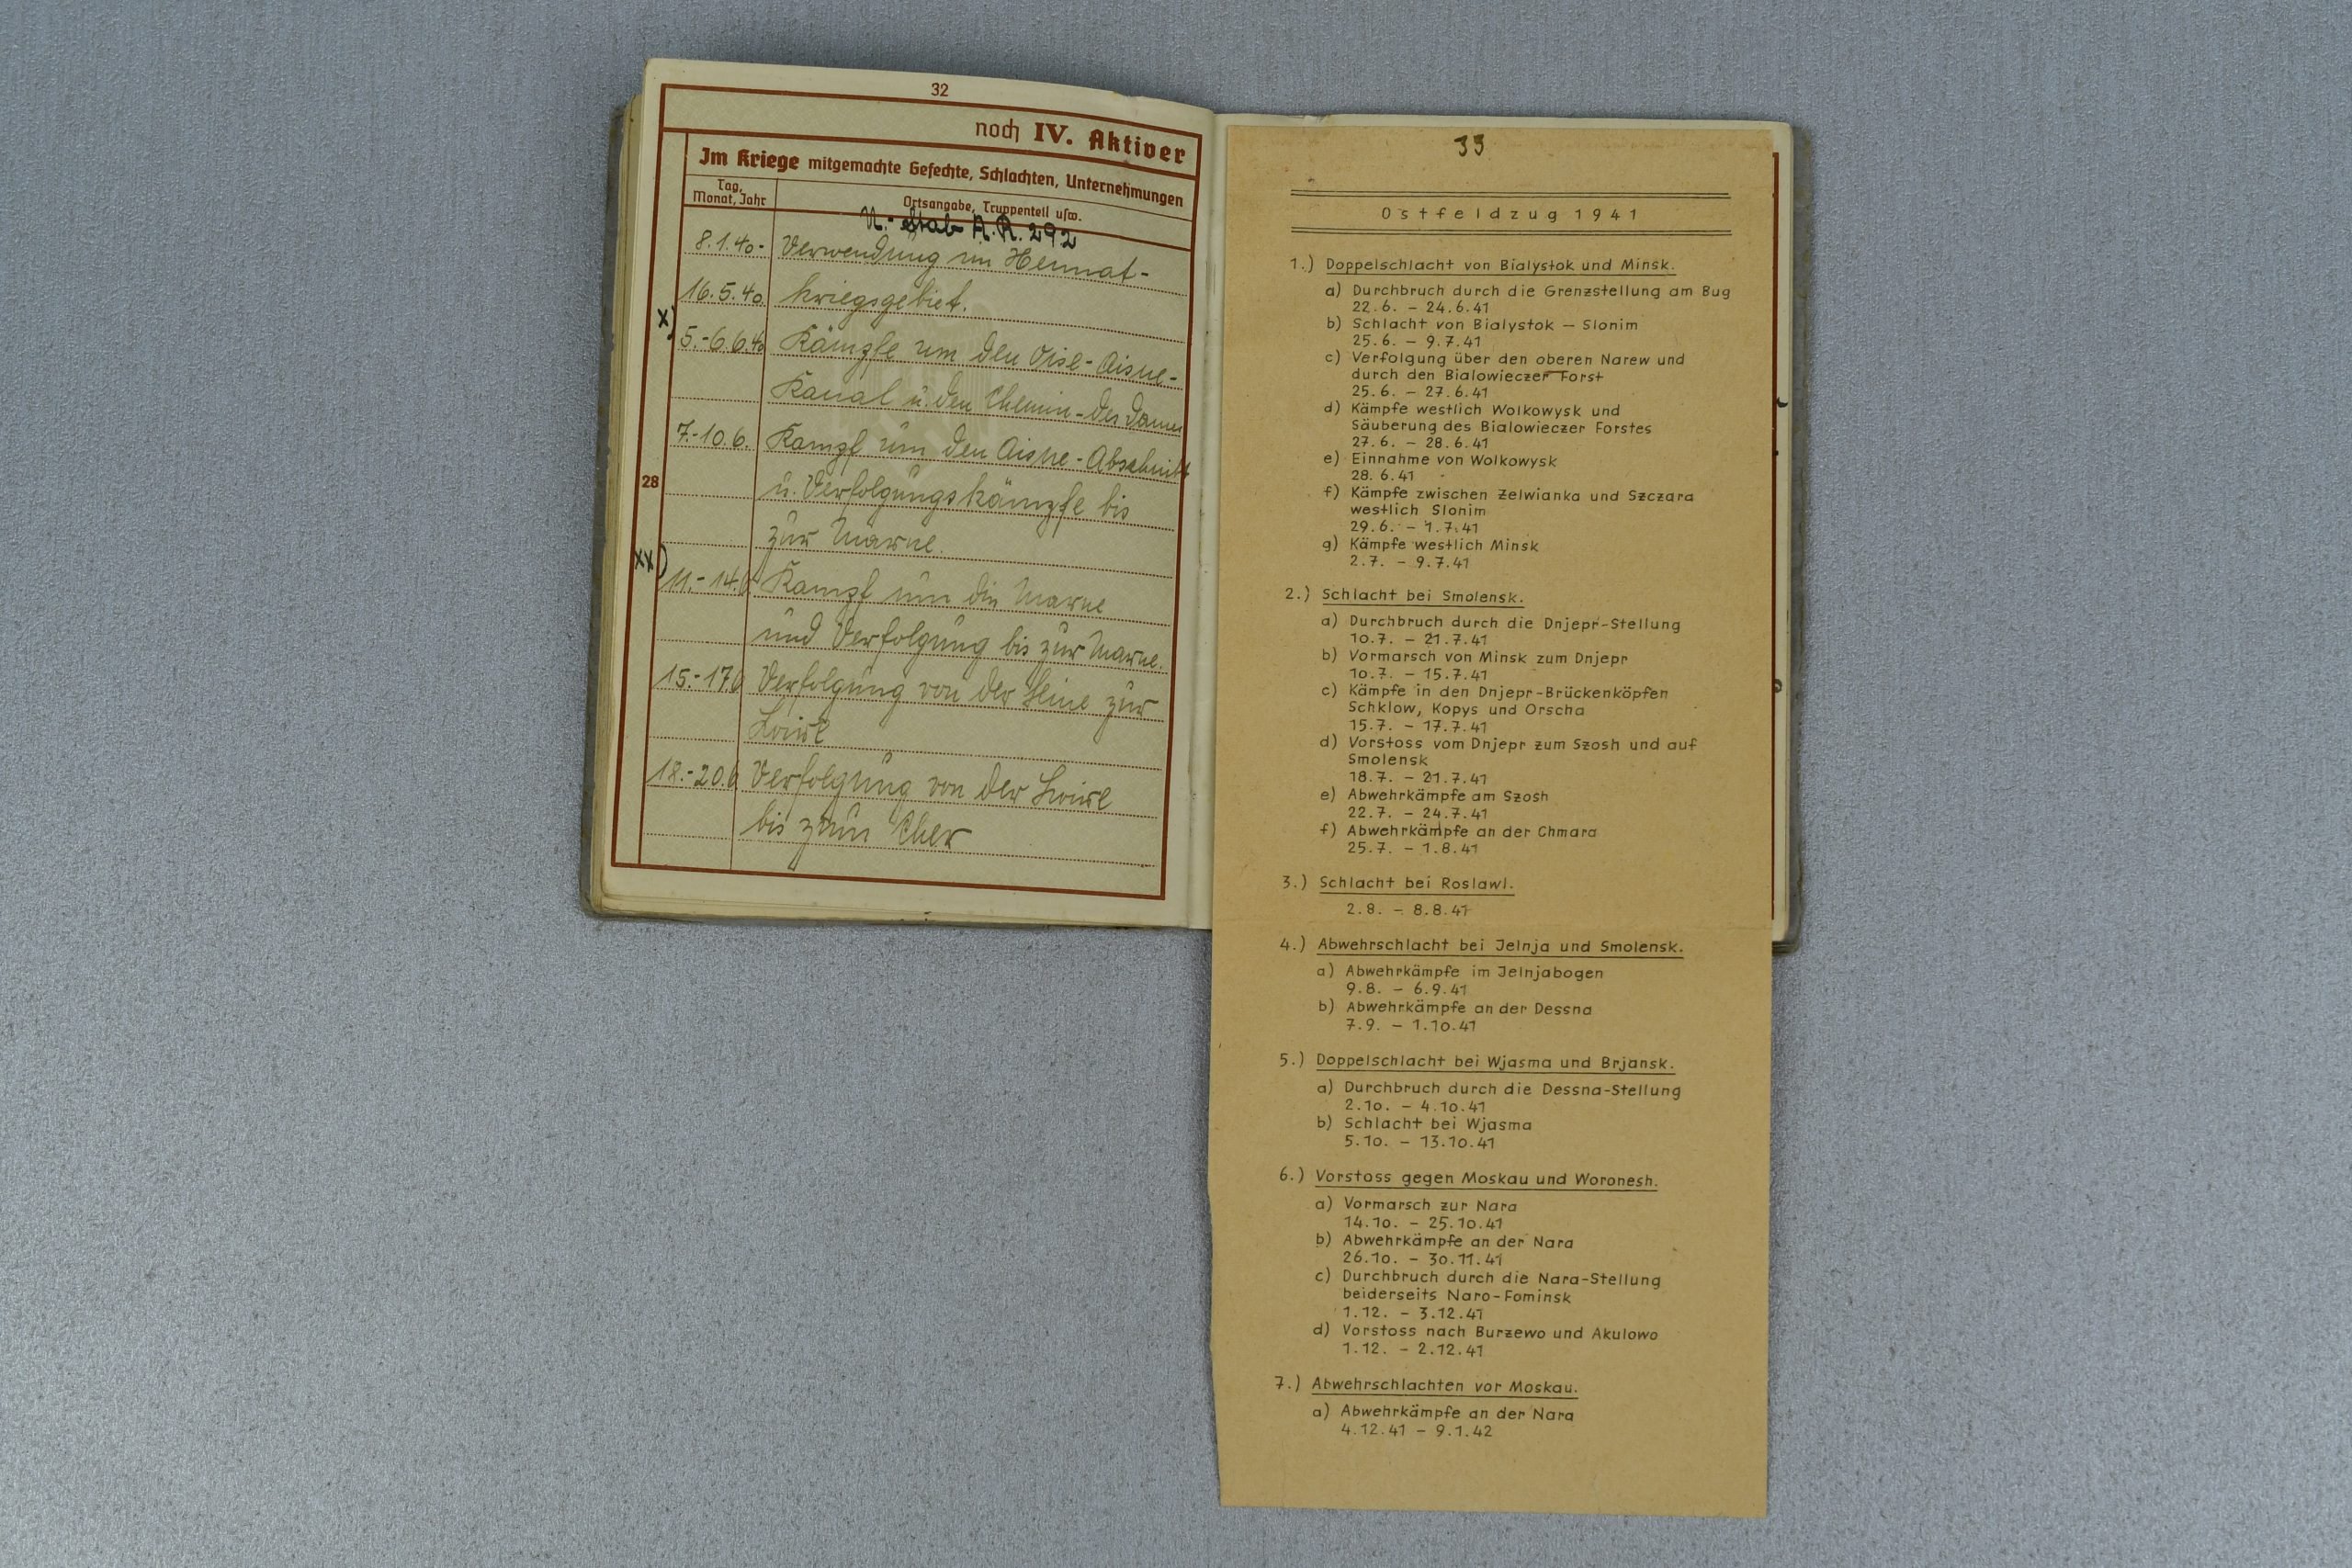 32
noch IV. Aktiver
Im Kriege mitgemachte Gefechte, Schlachten, Unternehmungen
Tag, Monat, Jahr
Ortsangabe, Truppenteil usw.
Stab A.R. 292
8.1.40- Verwendung im Heimat-
16.5.40. kriegsgebiet.
x)
5.-6.6.40 Kämpfe um den Oise-Aisne-
Kanal u. den Chemin-des Dames
7.-10.6. Kampf um den Aisne-Abschnitt
28
u. Verfolgungskämpfe bis
zur Marne.
xx)
11.-14.6 Kampf um die Marne
und Verfolgung bis zur Marne.
15.-17.6 Verfolgung von der Seine zur
Loire
18.-20.6 Verfolgung von der Loire
bis zum Cher
33
Ostfeldzug 1941
1.) Doppelschlacht von Bialystok und Minsk.
a) Durchbruch durch die Grenzstellung am Bug
22.6. – 24.6.41
b) Schlacht von Bialystok – Slonim
25.6. – 9.7.41
c) Verfolgung über den oberen Narew und
durch den Bialowieczer Forst
25.6. – 27.6.41
d) Kämpfe westlich Wolkowysk und
Säuberung des Bialowieczer Forstes
27.6. – 28.6.41
e) Einnahme von Wolkowysk
28.6.41
f) Kämpfe zwischen Zelwianka und Szczara
westlich Slonim
29.6. – 1.7.41
g) Kämpfe westlich Minsk
2.7. – 9.7.41
2.) Schlacht bei Smolensk.
a) Durchbruch durch die Dnjepr-Stellung
10.7. – 21.7.41
b) Vormarsch von Minsk zum Dnjepr
10.7. – 15.7.41
c) Kämpfe in den Dnjepr-Brückenköpfen
Schklow, Kopys und Orscha
15.7. – 17.7.41
d) Vorstoss vom Dnjepr zum Szosh und auf
Smolensk
18.7. – 21.7.41
e) Abwehrkämpfe am Szosh
22.7. – 24.7.41
f) Abwehrkämpfe an der Chmara
25.7. – 1.8.41
3.) Schlacht bei Roslawl.
2.8. – 8.8.41
4.) Abwehrschlacht bei Jelnja und Smolensk.
a) Abwehrkämpfe im Jelnjabogen
9.8. – 6.9.41
b) Abwehrkämpfe an der Dessna
7.9. – 1.10.41
5.) Doppelschlacht bei Wjasma und Brjansk.
a) Durchbruch durch die Dessna-Stellung
2.10. – 4.10.41
b) Schlacht bei Wjasma
5.10. – 13.10.41
6.) Vorstoss gegen Moskau und Woronesh.
a) Vormarsch zur Nara
14.10. – 25.10.41
b) Abwehrkämpfe an der Nara
26.10. – 30.11.41
c) Durchbruch durch die Nara-Stellung
beiderseits Naro-Fominsk
1.12. – 3.12.41
d) Vorstoss nach Burzewo und Akulowo
1.12. – 2.12.41
7.) Abwehrschlachten vor Moskau.
a) Abwehrkämpfe an der Nara
4.12.41 – 9.1.42